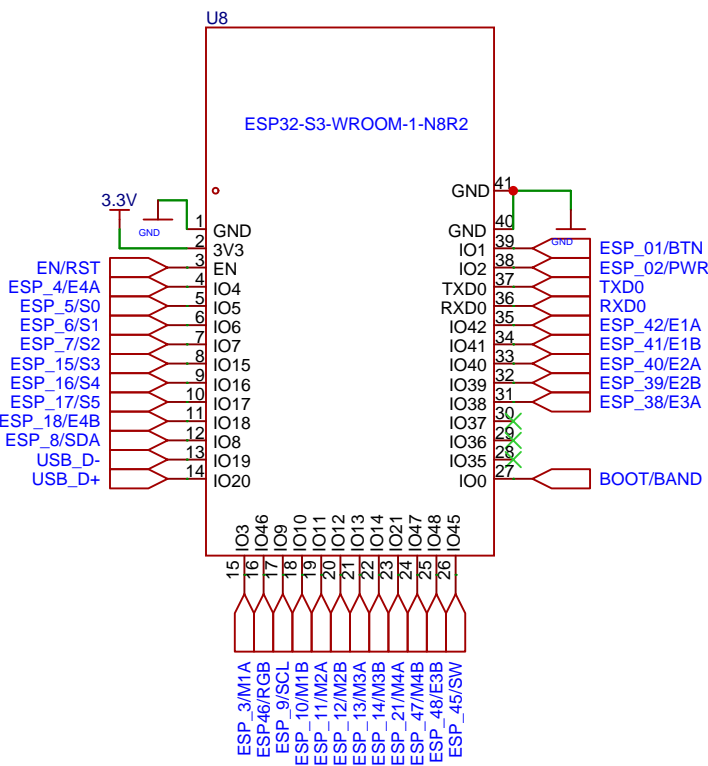 U8
ESP32-S3-WROOM-1-N8R2
3.3V
GND
1 GND
2 3V3
EN/RST 3 EN
ESP_4/E4A 4 IO4
ESP_5/S0 5 IO5
ESP_6/S1 6 IO6
ESP_7/S2 7 IO7
ESP_15/S3 8 IO15
ESP_16/S4 9 IO16
ESP_17/S5 10 IO17
ESP_18/E4B 11 IO18
ESP_8/SDA 12 IO8
USB_D- 13 IO19
USB_D+ 14 IO20
GND 41
GND 40
GND
IO1 39 ESP_01/BTN
IO2 38 ESP_02/PWR
TXD0 37 TXD0
RXD0 36 RXD0
IO42 35 ESP_42/E1A
IO41 34 ESP_41/E1B
IO40 33 ESP_40/E2A
IO39 32 ESP_39/E2B
IO38 31 ESP_38/E3A
IO37 30
IO36 29
IO35 28
IO0 27 BOOT/BAND
IO3 15 ESP_3/M1A
IO46 16 ESP46/RGB
IO9 17 ESP_9/SCL
IO10 18 ESP_10/M1B
IO11 19 ESP_11/M2A
IO12 20 ESP_12/M2B
IO13 21 ESP_13/M3A
IO14 22 ESP_14/M3B
IO21 23 ESP_21/M4A
IO47 24 ESP_47/M4B
IO48 25 ESP_48/E3B
IO45 26 ESP_45/SW